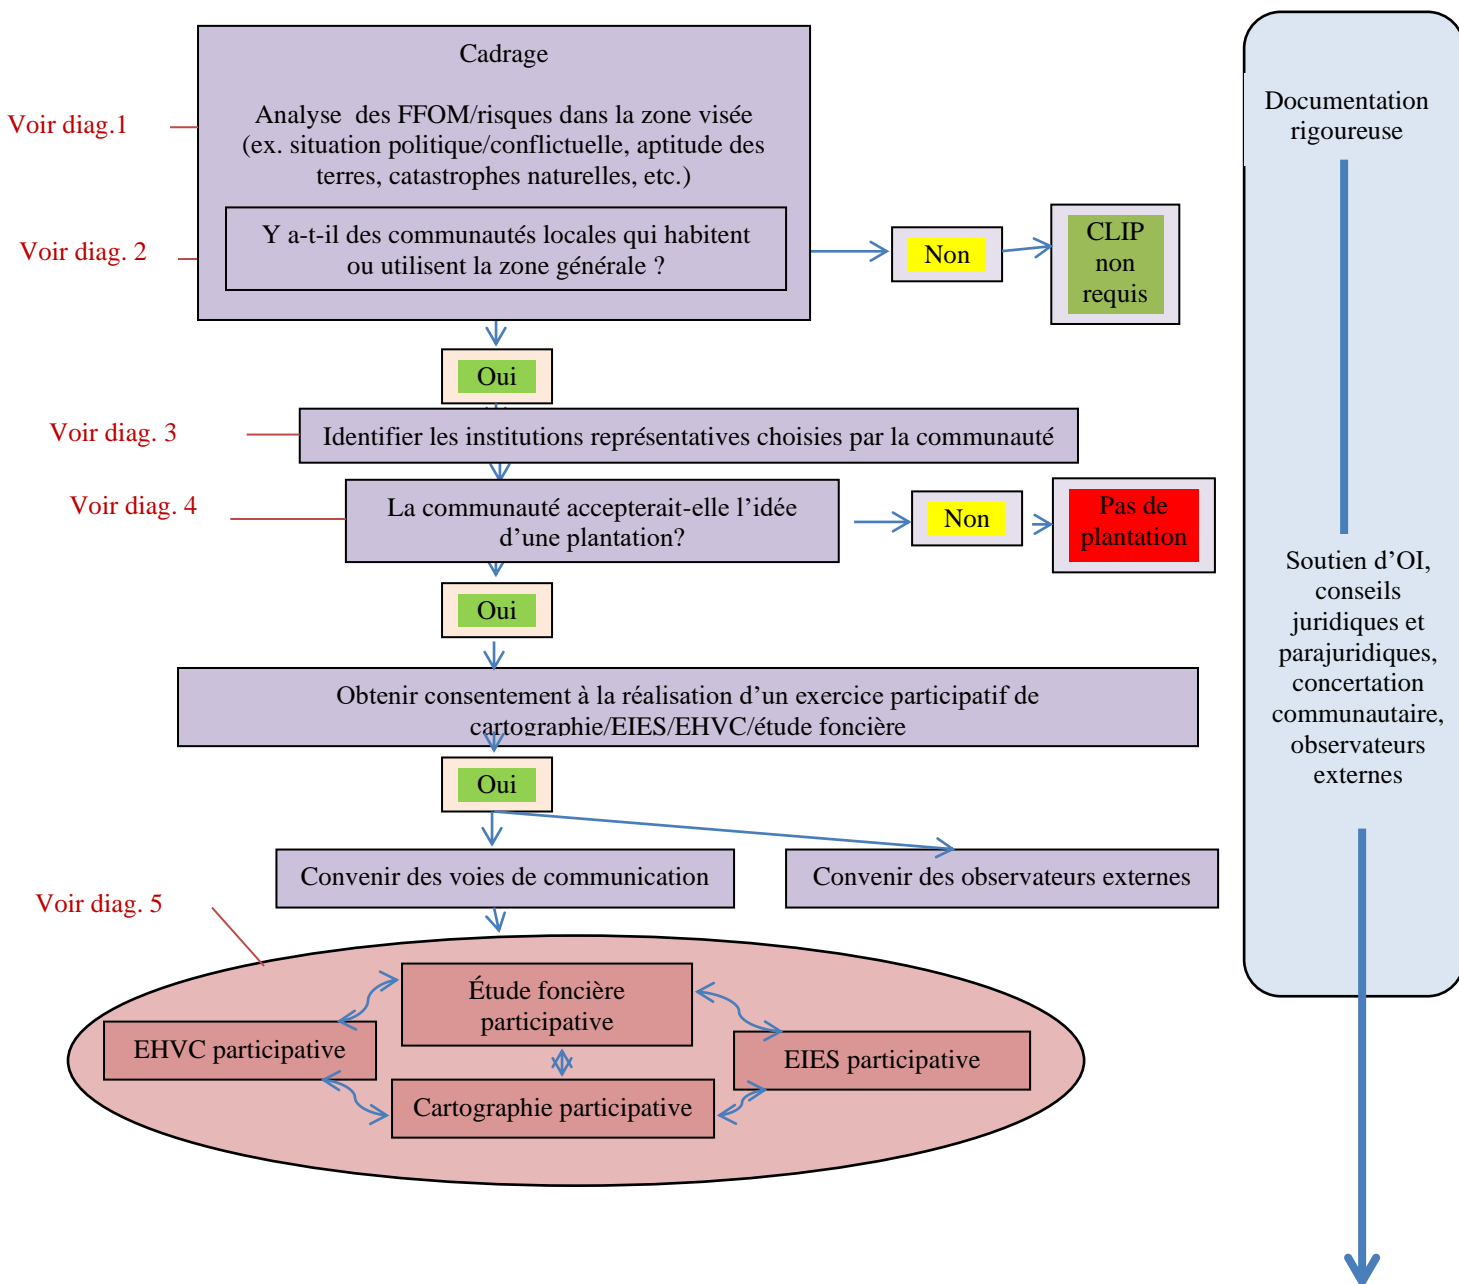 Cadrage
Voir diag.1
Analyse  des FFOM/risques dans la zone visée
(ex. situation politique/conflictuelle, aptitude des
terres, catastrophes naturelles, etc.)
Voir diag. 2
Y a-t-il des communautés locales qui habitent
ou utilisent la zone générale ?
Non
CLIP
non
requis
Oui
Voir diag. 3
Identifier les institutions représentatives choisies par la communauté
Voir diag. 4
La communauté accepterait-elle l’idée
d’une plantation?
Non
Pas de
plantation
Oui
Obtenir consentement à la réalisation d’un exercice participatif de
cartographie/EIES/EHVC/étude foncière
Oui
Convenir des voies de communication
Convenir des observateurs externes
Voir diag. 5
Étude foncière
participative
EHVC participative
EIES participative
Cartographie participative
Documentation
rigoureuse
Soutien d’OI,
conseils
juridiques et
parajuridiques,
concertation
communautaire,
observateurs
externes